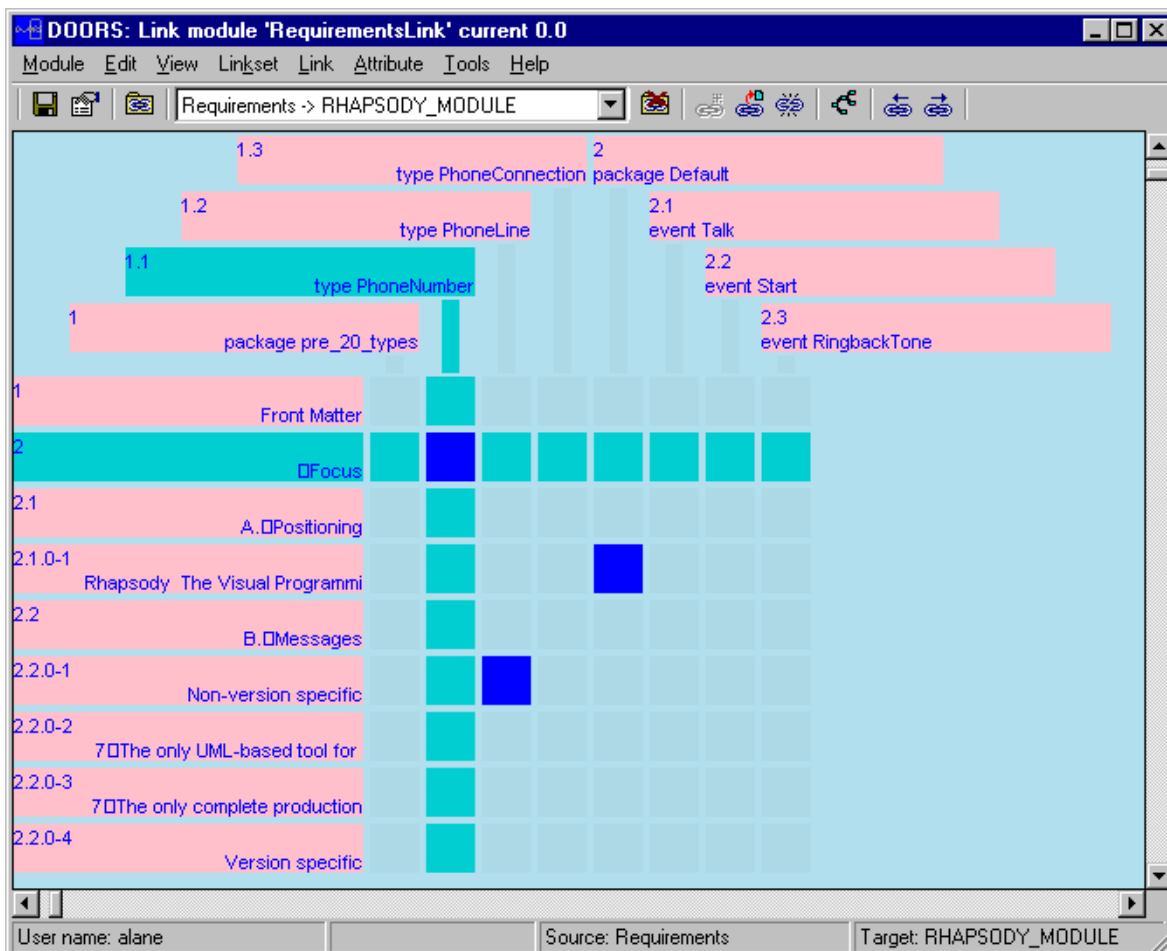 DOORS: Link module 'RequirementsLink' current 0.0
Module Edit View Linkset Link Attribute Tools Help
Requirements -> RHAPSODY_MODULE
1.3
type PhoneConnection
2
package Default
1.2
type PhoneLine
2.1
event Talk
1.1
type PhoneNumber
2.2
event Start
1
package pre_20_types
2.3
event RingbackTone
1
Front Matter
2
▯Focus
2.1
A.▯Positioning
2.1.0-1
Rhapsody The Visual Programmi
2.2
B.▯Messages
2.2.0-1
Non-version specific
2.2.0-2
7▯The only UML-based tool for
2.2.0-3
7▯The only complete production
2.2.0-4
Version specific
User name: alane
Source: Requirements
Target: RHAPSODY_MODULE